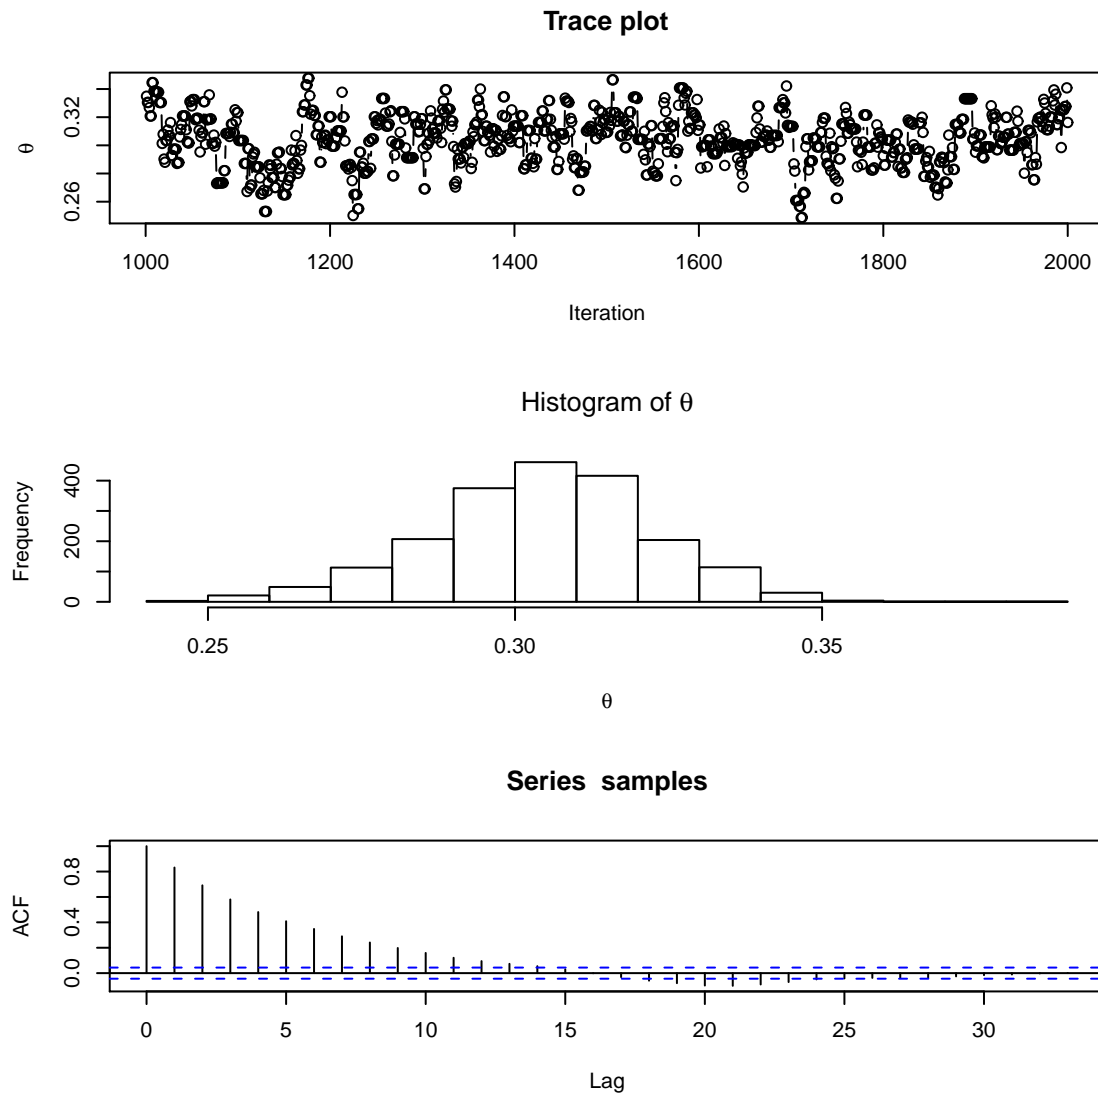 Trace plot
θ
0.26 0.32
1000 1200 1400 1600 1800 2000
Iteration
Histogram of θ
Frequency
0 200 400
0.25 0.30 0.35
θ
Series samples
ACF
0.0 0.4 0.8
0 5 10 15 20 25 30
Lag